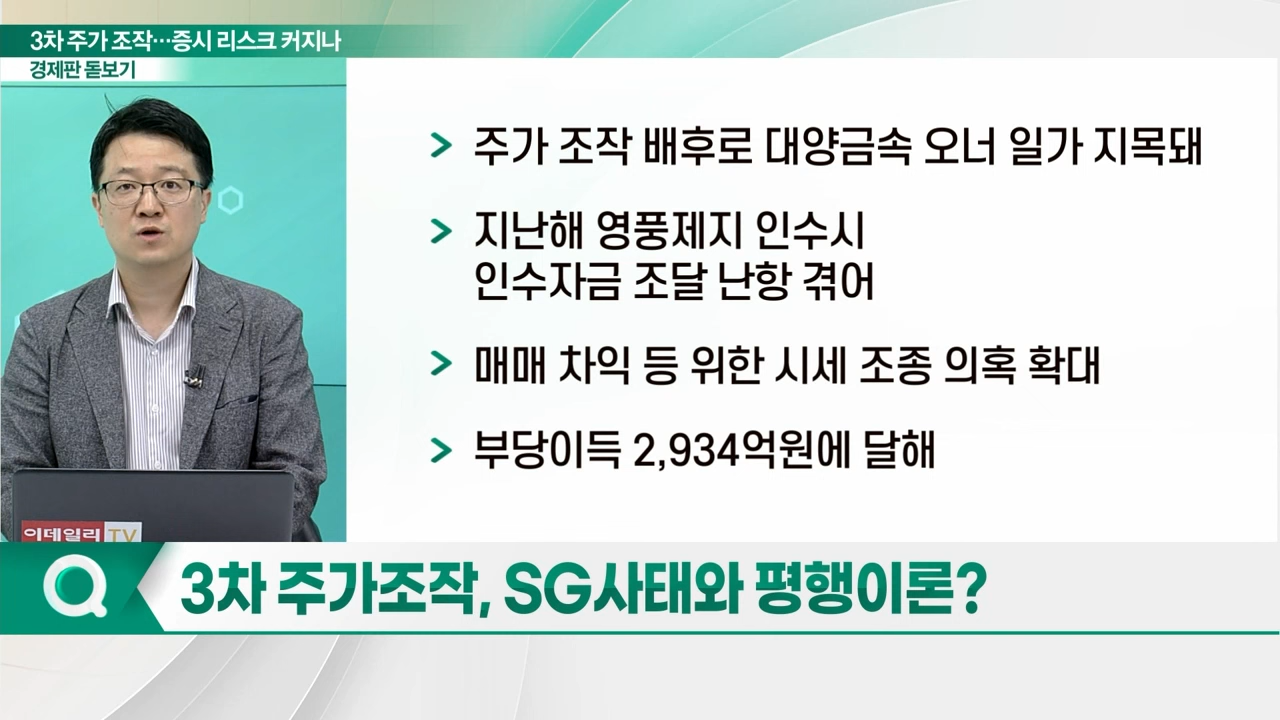 3차 주가 조작…증시 리스크 커지나
경제판 돋보기
> 주가 조작 배후로 대양금속 오너 일가 지목돼
> 지난해 영풍제지 인수시
인수자금 조달 난항 겪어
> 매매 차익 등 위한 시세 조종 의혹 확대
> 부당이득 2,934억원에 달해
이데일리 TV
Q 3차 주가조작, SG사태와 평행이론?